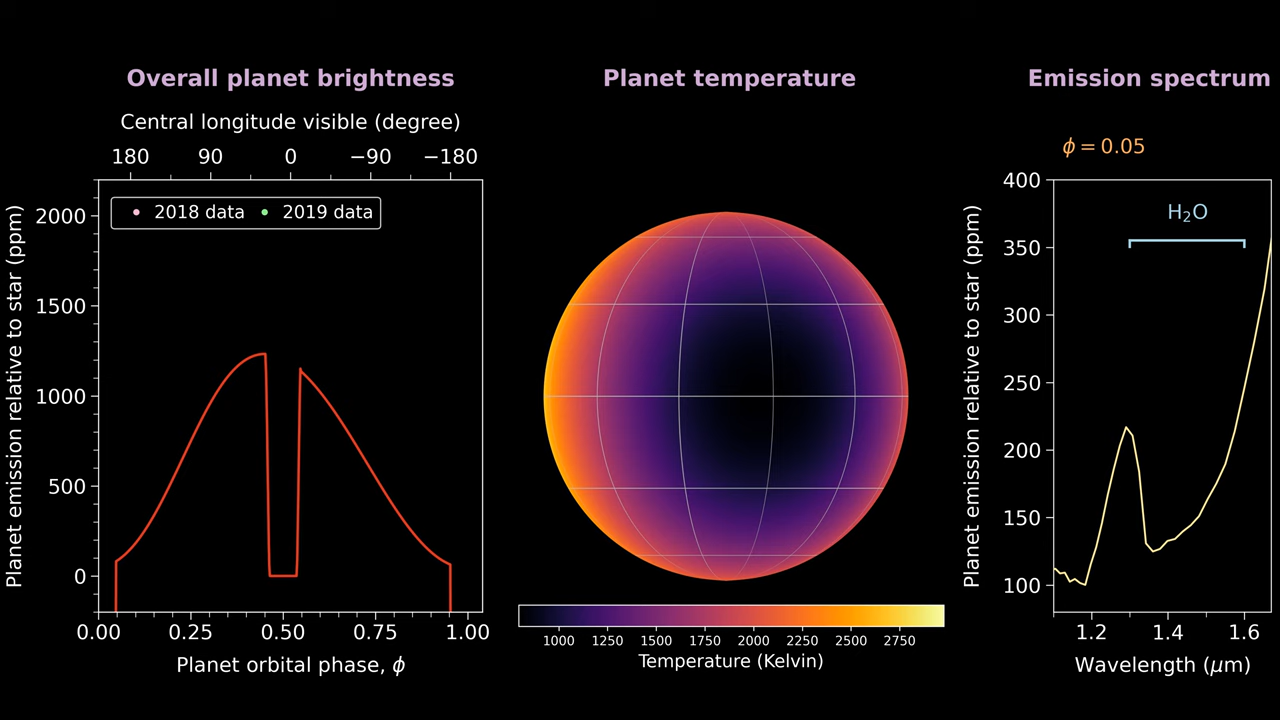 Overall planet brightness
Central longitude visible (degree)
180 90 0 −90 −180
2018 data 2019 data
Planet emission relative to star (ppm)
2000
1500
1000
500
0
0.00 0.25 0.50 0.75 1.00
Planet orbital phase, ϕ
Planet temperature
1000 1250 1500 1750 2000 2250 2500 2750
Temperature (Kelvin)
Emission spectrum
ϕ = 0.05
H₂O
Planet emission relative to star (ppm)
400
350
300
250
200
150
100
1.2 1.4 1.6
Wavelength (μm)